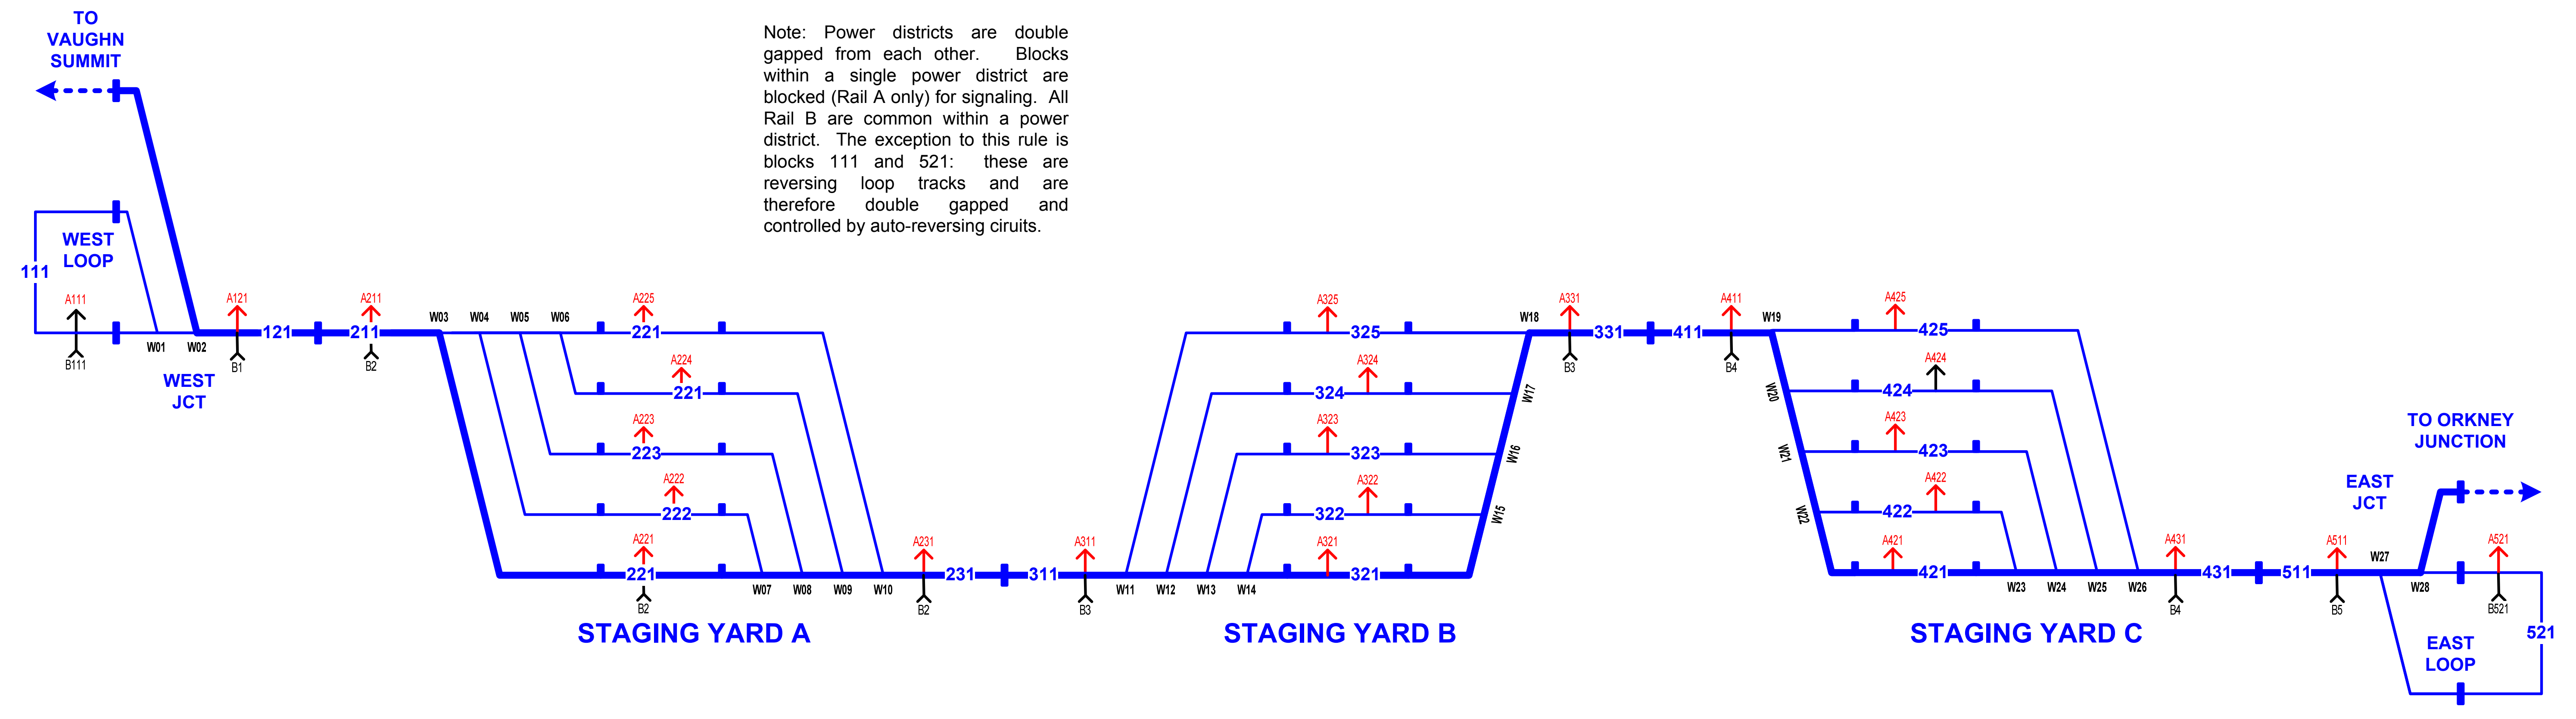 TO
VAUGHN
SUMMIT
Note: Power districts are double
gapped from each other. Blocks
within a single power district are
blocked (Rail A only) for signaling. All
Rail B are common within a power
district. The exception to this rule is
blocks 111 and 521: these are
reversing loop tracks and are
therefore double gapped and
controlled by auto-reversing ciruits.
WEST
LOOP
111
A111
B111
W01
W02
WEST
JCT
A121
121
B1
A211
211
B2
W03
W04
W05
W06
A225
221
A224
221
A223
223
A222
222
A221
221
B2
W07
W08
W09
W10
A231
231
B2
STAGING YARD A
A311
311
B3
W11
W12
W13
W14
A325
325
A324
324
A323
323
A322
322
A321
321
W15
W16
W17
W18
STAGING YARD B
A331
331
B3
A411
411
B4
W19
W20
W21
W22
A425
425
A424
424
A423
423
A422
422
A421
421
W23
W24
W25
W26
STAGING YARD C
A431
431
B4
A511
511
B5
W27
W28
EAST
JCT
TO ORKNEY
JUNCTION
A521
B521
521
EAST
LOOP